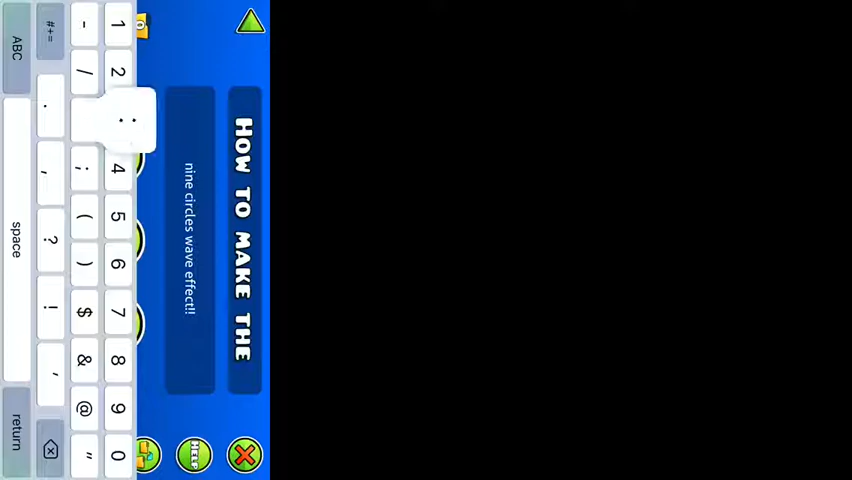 HOW TO MAKE THE
nine circles wave effect!!
HELP
1 2 4 5 6 7 8 9 0
- / : ; ( ) $ & @ "
#+= . , ? ! '
ABC space return